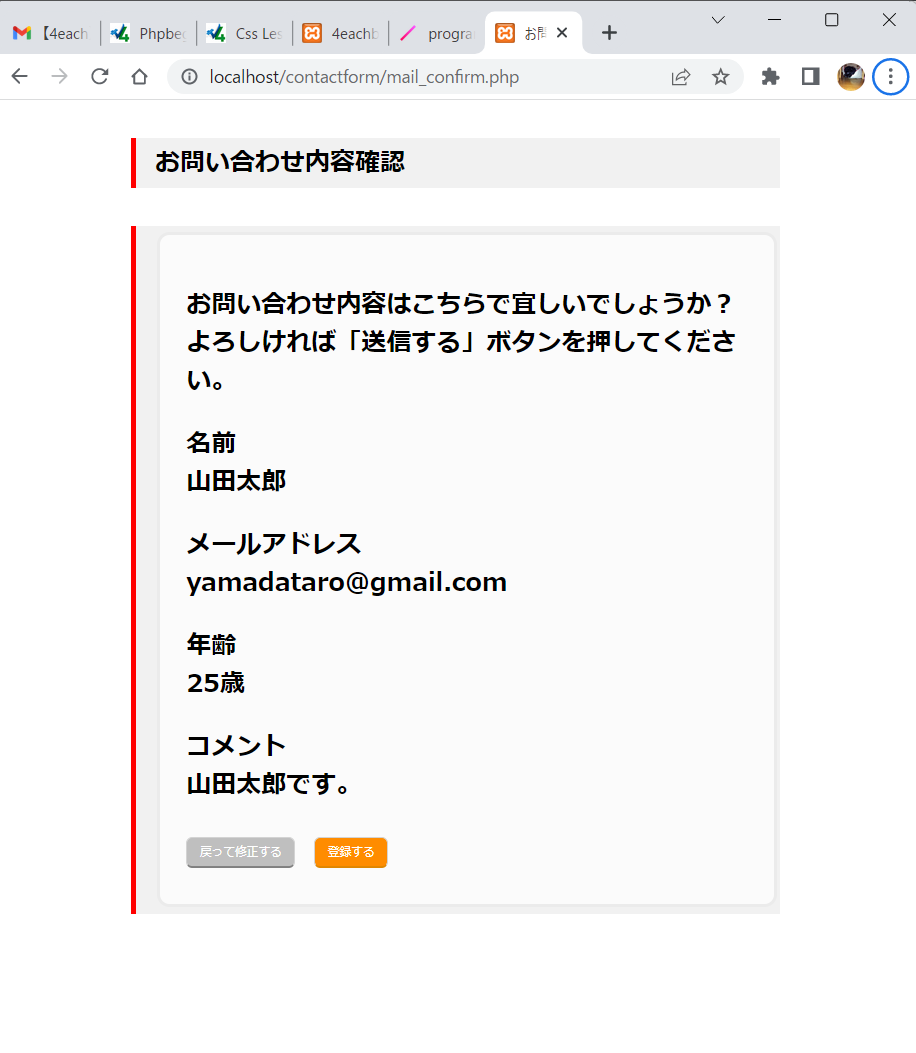 【4each
Phpbeg
Css Les
4eachb
progra
お問
localhost/contactform/mail_confirm.php
お問い合わせ内容確認
お問い合わせ内容はこちらで宜しいでしょうか？
よろしければ「送信する」ボタンを押してくださ
い。
名前
山田太郎
メールアドレス
yamadataro@gmail.com
年齢
25歳
コメント
山田太郎です。
戻って修正する
登録する